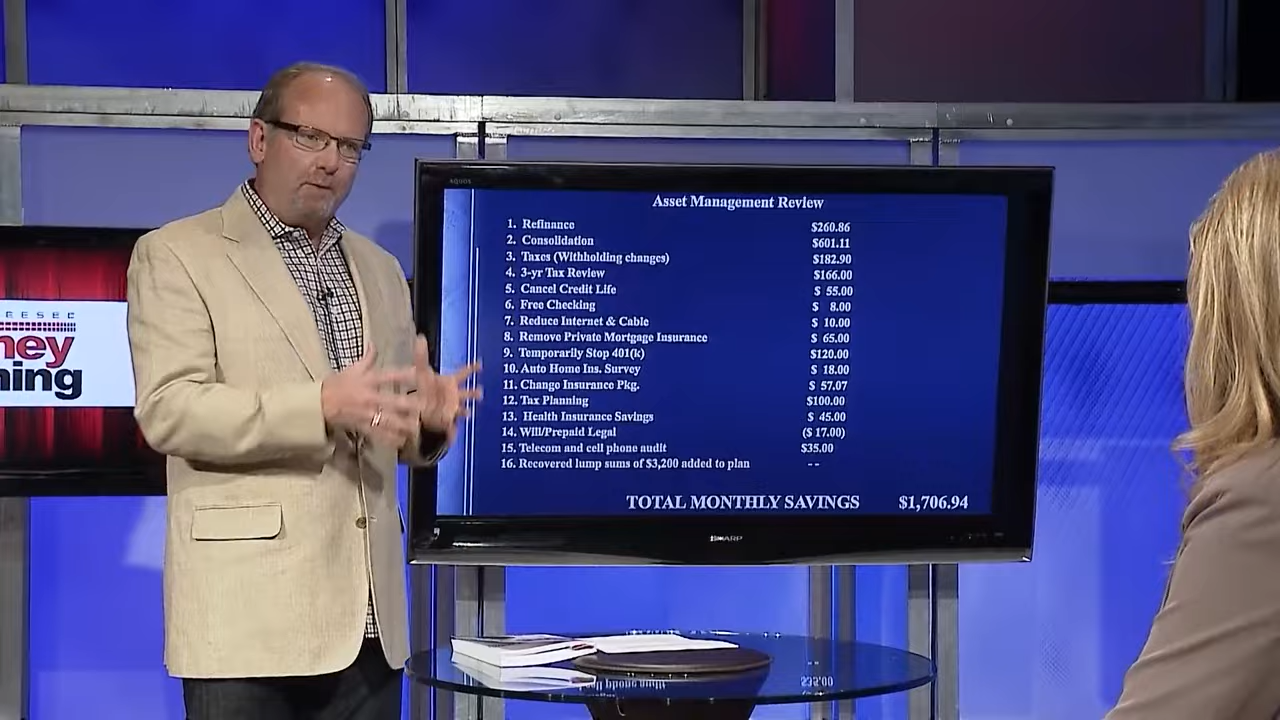 AQUOS
Asset Management Review
1. Refinance $260.86
2. Consolidation $601.11
3. Taxes (Withholding changes) $182.90
4. 3-yr Tax Review $166.00
5. Cancel Credit Life $ 55.00
6. Free Checking $ 8.00
7. Reduce Internet & Cable $ 10.00
8. Remove Private Mortgage Insurance $ 65.00
9. Temporarily Stop 401(k) $120.00
10. Auto Home Ins. Survey $ 18.00
11. Change Insurance Pkg. $ 57.07
12. Tax Planning $100.00
13. Health Insurance Savings $ 45.00
14. Will/Prepaid Legal ($ 17.00)
15. Telecom and cell phone audit $35.00
16. Recovered lump sums of $3,200 added to plan --
TOTAL MONTHLY SAVINGS $1,706.94
SHARP
ney
ning